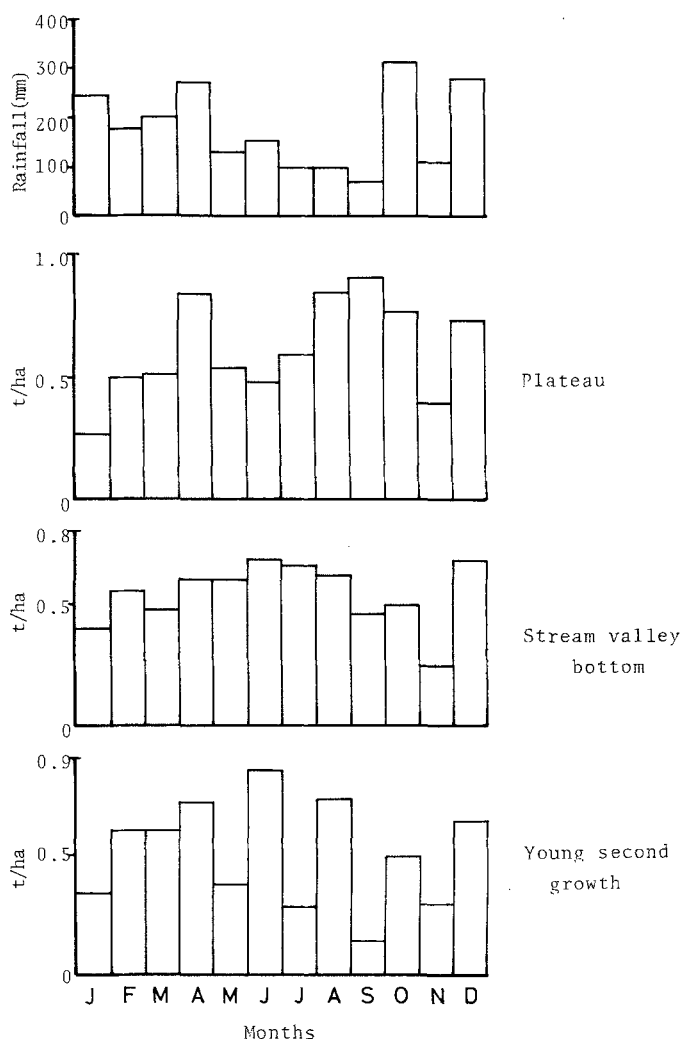 400
300
200
100
0
Rainfall(mm)
1.0
0.5
0
t/ha
Plateau
0.8
0.5
0
t/ha
Stream valley
bottom
0.9
0.5
0
t/ha
Young second
growth
J F M A M J J A S O N D
Months